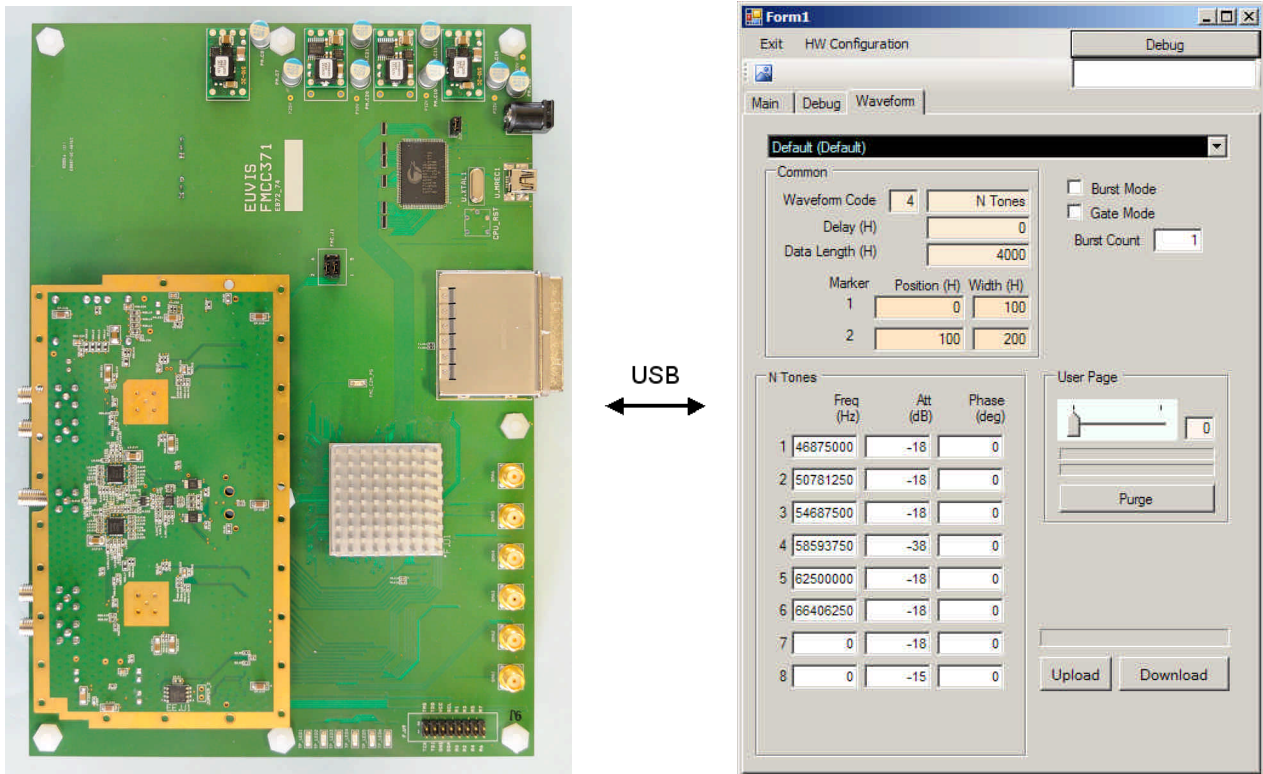 EUVIS
FMCC371
EB72_74
U.XTAL1
U.MREC1
CPU_RST
USB
Form1
Exit HW Configuration Debug
Main Debug Waveform
Default (Default)
Common
Waveform Code 4 N Tones
Delay (H) 0
Data Length (H) 4000
Marker Position (H) Width (H)
1 0 100
2 100 200
Burst Mode
Gate Mode
Burst Count 1
N Tones
Freq Att Phase
(Hz) (dB) (deg)
1 46875000 -18 0
2 50781250 -18 0
3 54687500 -18 0
4 58593750 -38 0
5 62500000 -18 0
6 66406250 -18 0
7 0 -18 0
8 0 -15 0
User Page
0
Purge
Upload Download